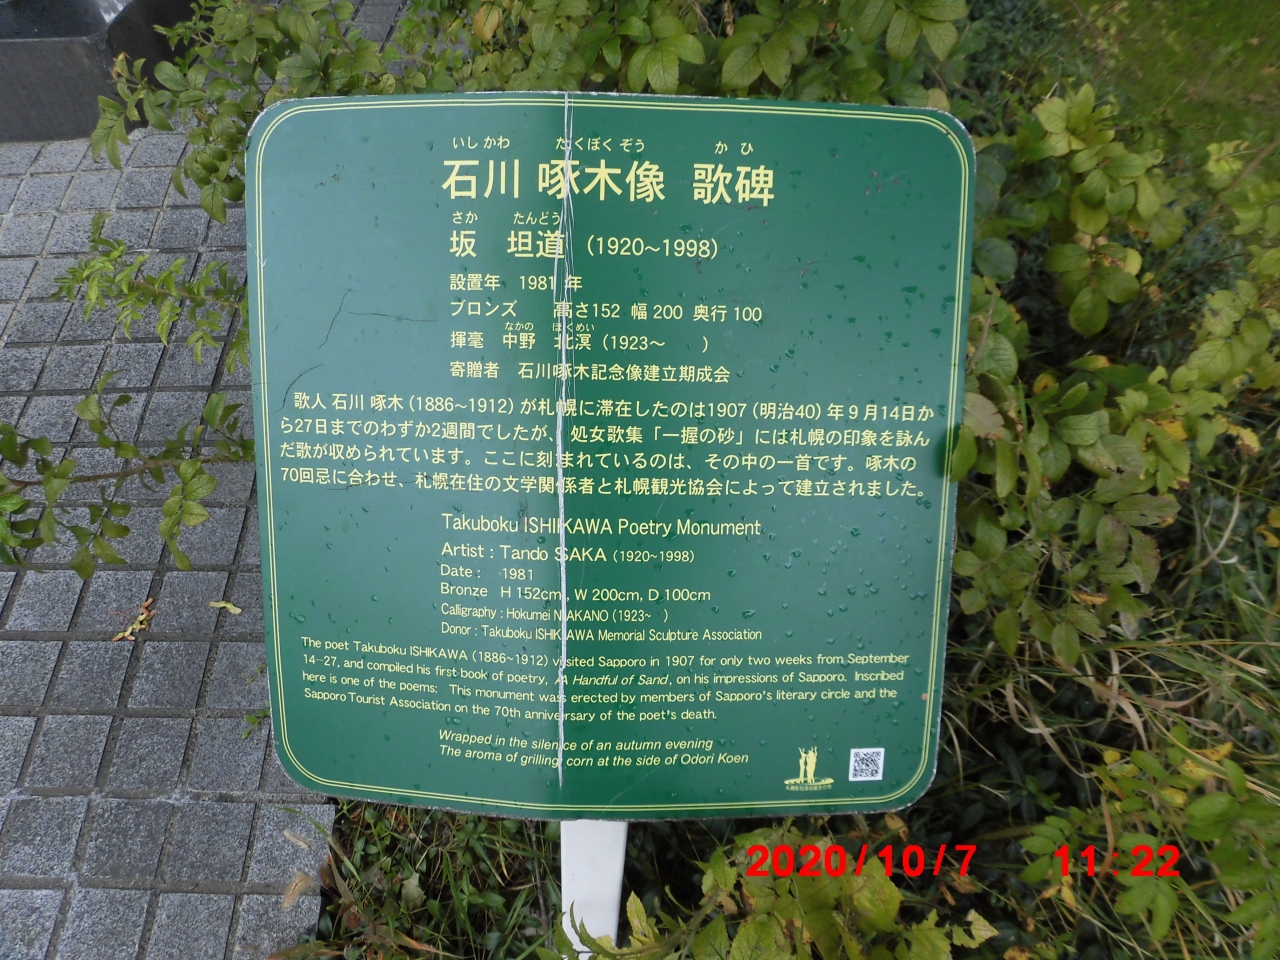 いしかわ たくぼくぞう かひ
石川 啄木像 歌碑
さか たんどう
坂 坦道 (1920~1998)
設置年 1981年
ブロンズ 高さ152 幅200 奥行100
なかの ほくめい
揮毫 中野 北溟 (1923~ )
寄贈者 石川啄木記念像建立期成会
歌人 石川 啄木 (1886~1912) が札幌に滞在したのは1907 (明治40) 年9月14日か
ら27日までのわずか2週間でしたが、処女歌集「一握の砂」には札幌の印象を詠ん
だ歌が収められています。ここに刻まれているのは、その中の一首です。啄木の
70回忌に合わせ、札幌在住の文学関係者と札幌観光協会によって建立されました。
Takuboku ISHIKAWA Poetry Monument
Artist : Tando SAKA (1920~1998)
Date : 1981
Bronze H 152cm, W 200cm, D 100cm
Calligraphy : Hokumei NAKANO (1923~ )
Donor : Takuboku ISHIKAWA Memorial Sculpture Association
The poet Takuboku ISHIKAWA (1886~1912) visited Sapporo in 1907 for only two weeks from September
14-27, and compiled his first book of poetry, A Handful of Sand, on his impressions of Sapporo. Inscribed
here is one of the poems: This monument was erected by members of Sapporo's literary circle and the
Sapporo Tourist Association on the 70th anniversary of the poet's death.
Wrapped in the silence of an autumn evening
The aroma of grilling corn at the side of Odori Koen
2020/10/7 11:22